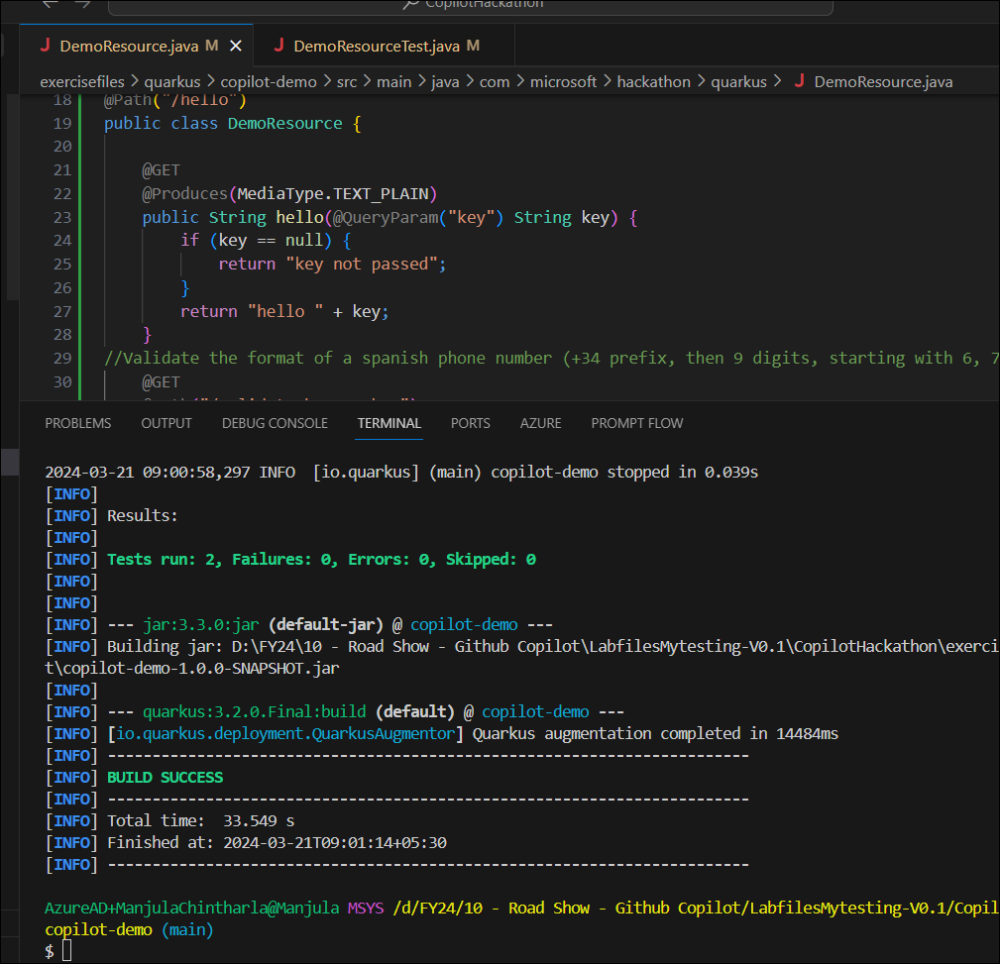 CopilotHackathon
DemoResource.java M
DemoResourceTest.java M
exercisefiles > quarkus > copilot-demo > src > main > java > com > microsoft > hackathon > quarkus > DemoResource.java
18 @Path("/hello")
19 public class DemoResource {
20
21 @GET
22 @Produces(MediaType.TEXT_PLAIN)
23 public String hello(@QueryParam("key") String key) {
24 if (key == null) {
25 return "key not passed";
26 }
27 return "hello " + key;
28 }
29 //Validate the format of a spanish phone number (+34 prefix, then 9 digits, starting with 6, 7
30 @GET
PROBLEMS OUTPUT DEBUG CONSOLE TERMINAL PORTS AZURE PROMPT FLOW
2024-03-21 09:00:58,297 INFO  [io.quarkus] (main) copilot-demo stopped in 0.039s
[INFO]
[INFO] Results:
[INFO]
[INFO] Tests run: 2, Failures: 0, Errors: 0, Skipped: 0
[INFO]
[INFO]
[INFO] --- jar:3.3.0:jar (default-jar) @ copilot-demo ---
[INFO] Building jar: D:\FY24\10 - Road Show - Github Copilot\LabfilesMytesting-V0.1\CopilotHackathon\exerci
t\copilot-demo-1.0.0-SNAPSHOT.jar
[INFO]
[INFO] --- quarkus:3.2.0.Final:build (default) @ copilot-demo ---
[INFO] [io.quarkus.deployment.QuarkusAugmentor] Quarkus augmentation completed in 14484ms
[INFO] ------------------------------------------------------------------------
[INFO] BUILD SUCCESS
[INFO] ------------------------------------------------------------------------
[INFO] Total time:  33.549 s
[INFO] Finished at: 2024-03-21T09:01:14+05:30
[INFO] ------------------------------------------------------------------------
AzureAD+ManjulaChintharla@Manjula MSYS /d/FY24/10 - Road Show - Github Copilot/LabfilesMytesting-V0.1/Copil
copilot-demo (main)
$